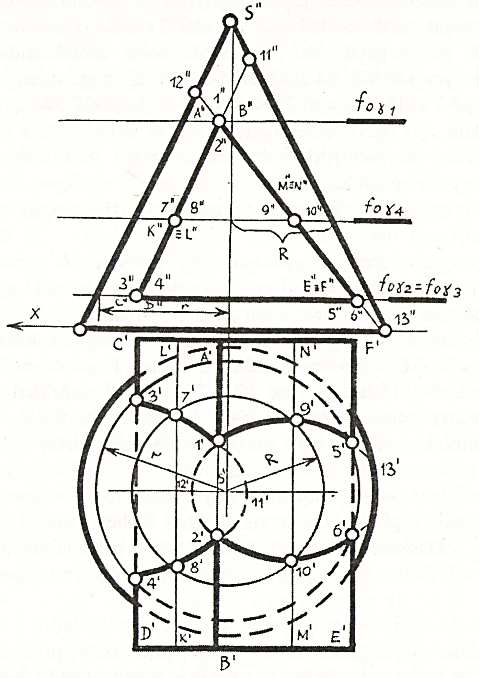 S"
11"
12"
1"
A"
B"
f₀γ₁
2"
M"≡N"
7"
8"
9"
10"
f₀γ₄
K"
≡L"
R
3"
4"
E"≡F"
f₀γ₂=f₀γ₃
C"
D"
r
5"
6"
13"
X
C'
L'
A'
N'
F'
3'
7'
9'
1'
5'
r
R
13'
12'
S'
11'
2'
6'
4'
8'
10'
D'
K'
M'
E'
B'